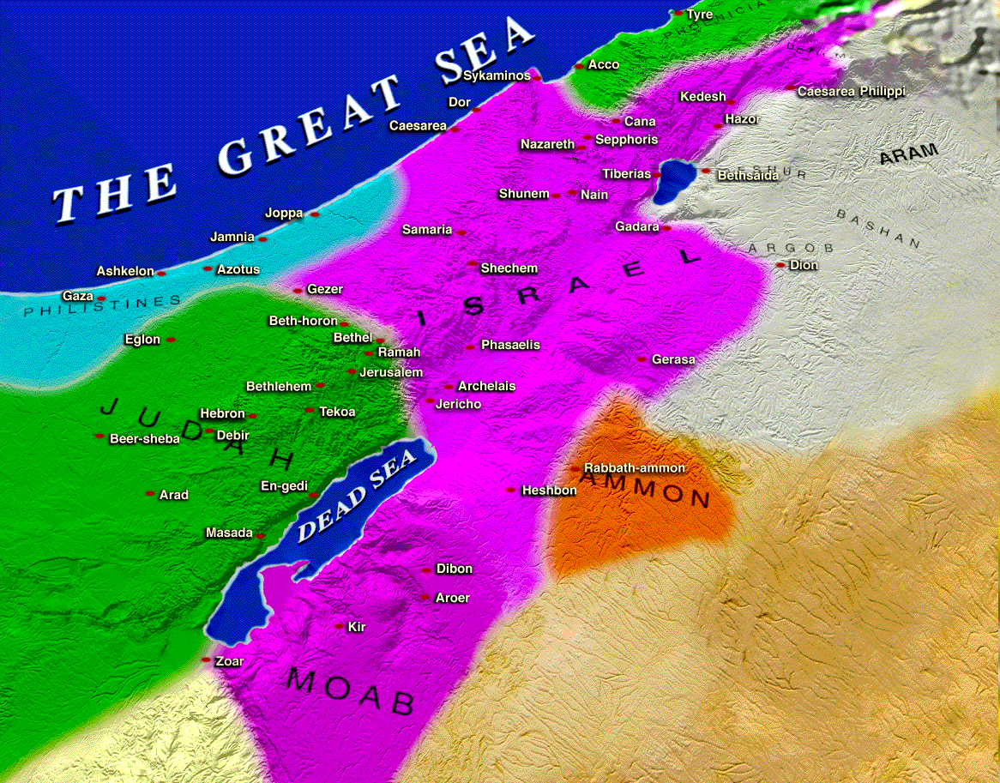 Tyre
PHOENICIA
THE GREAT SEA
Acco
Sykaminos
Caesarea Philippi
Kedesh
Dor
Hazor
Cana
Caesarea
Sepphoris
Nazareth
ARAM
Tiberias
Bethsaida
Shunem
Nain
Joppa
BASHAN
Gadara
Samaria
Jamnia
ARGOB
Dion
Shechem
ISRAEL
Azotus
Ashkelon
Gezer
Gaza
PHILISTINES
Beth-horon
Bethel
Eglon
Phasaelis
Ramah
Gerasa
Jerusalem
Bethlehem
Archelais
Jericho
JUDAH
Hebron
Tekoa
Debir
Beer-sheba
Rabbath-ammon
AMMON
DEAD SEA
En-gedi
Heshbon
Arad
Masada
Dibon
Aroer
Kir
Zoar
MOAB